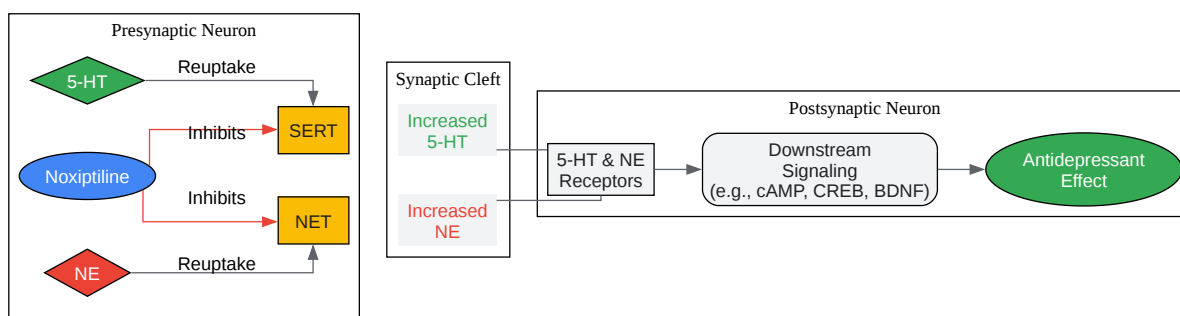 Presynaptic Neuron
5-HT
Reuptake
Inhibits
SERT
Noxiptiline
Inhibits
NET
NE
Reuptake
Synaptic Cleft
Increased
5-HT
Increased
NE
Postsynaptic Neuron
5-HT & NE
Receptors
Downstream
Signaling
(e.g., cAMP, CREB, BDNF)
Antidepressant
Effect